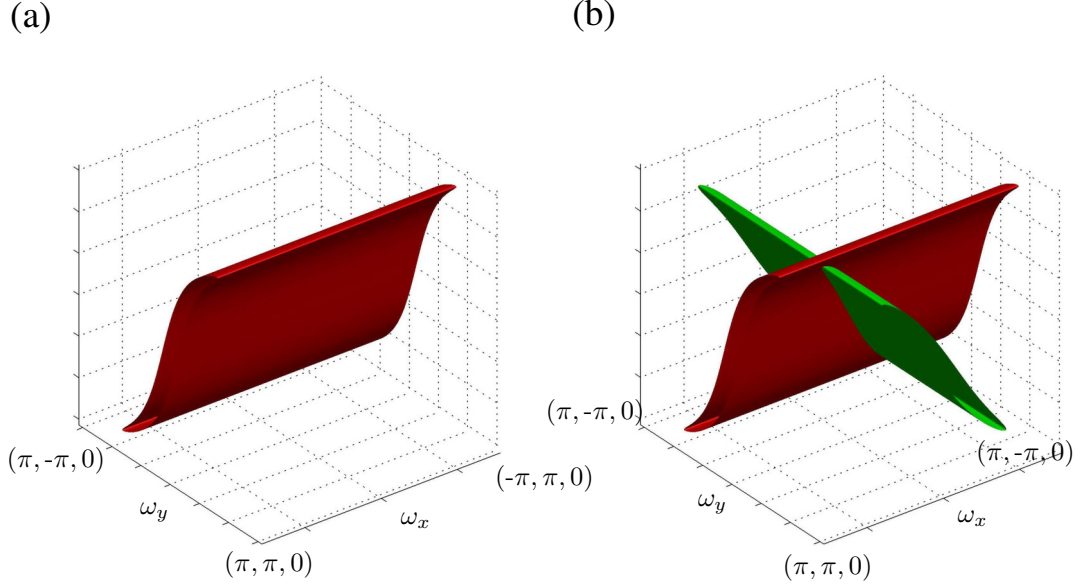 (a)
(b)
(π, -π, 0)
ω_y
(π, π, 0)
ω_x
(-π, π, 0)
(π, -π, 0)
ω_y
(π, π, 0)
ω_x
(π, -π, 0)